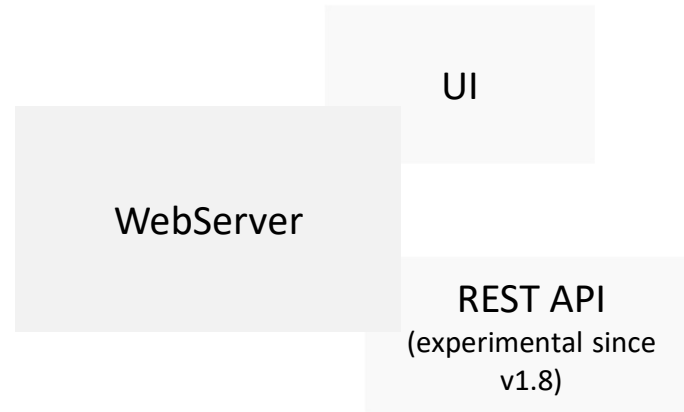 UI
WebServer
REST API
(experimental since
v1.8)